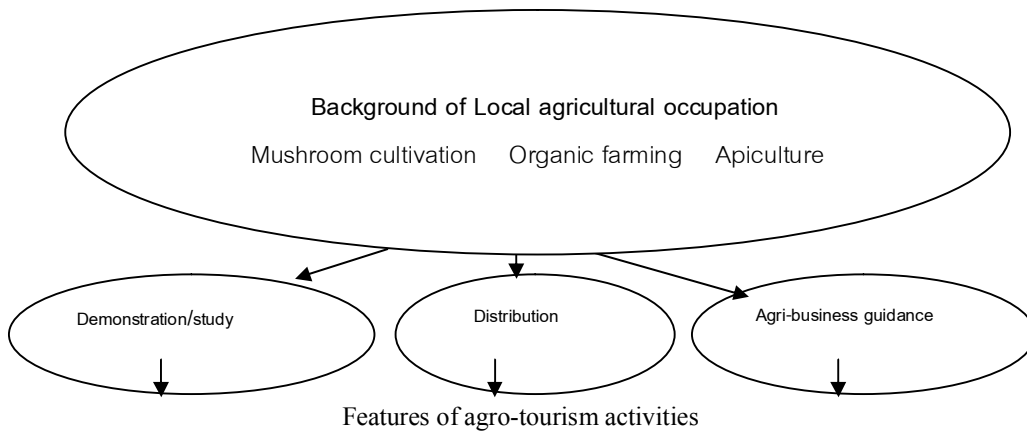 Background of Local agricultural occupation
Mushroom cultivation Organic farming Apiculture
Demonstration/study
Distribution
Agri-business guidance
Features of agro-tourism activities